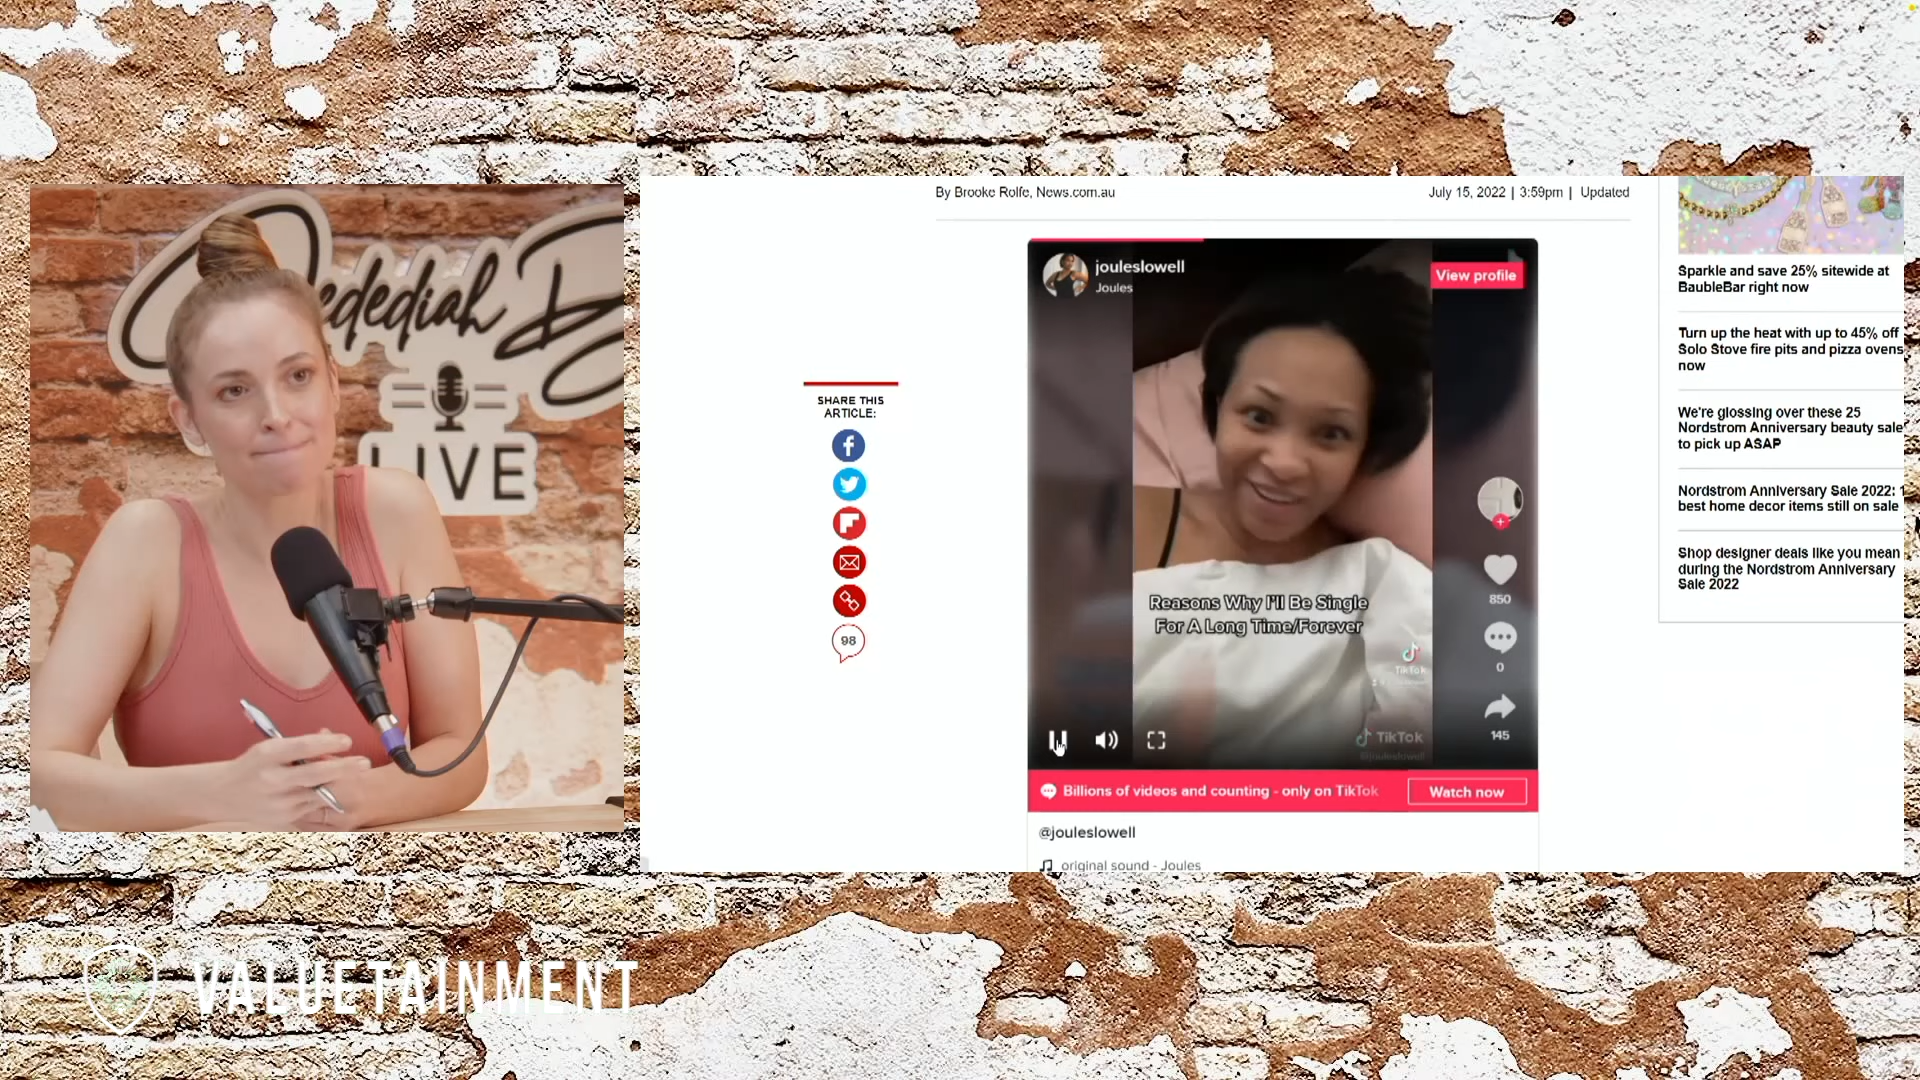 Jedediah B
LIVE
By Brooke Rolfe, News.com.au
July 15, 2022 | 3:59pm | Updated
SHARE THIS
ARTICLE:
98
jouleslowell
Joules
View profile
Reasons Why I'll Be Single
For A Long Time/Forever
TikTok
850
0
145
TikTok
@jouleslowell
Billions of videos and counting - only on TikTok
Watch now
@jouleslowell
original sound - Joules
Sparkle and save 25% sitewide at
BaubleBar right now
Turn up the heat with up to 45% off
Solo Stove fire pits and pizza ovens
now
We're glossing over these 25
Nordstrom Anniversary beauty sale
to pick up ASAP
Nordstrom Anniversary Sale 2022: 1
best home decor items still on sale
Shop designer deals like you mean
during the Nordstrom Anniversary
Sale 2022
VALUETAINMENT